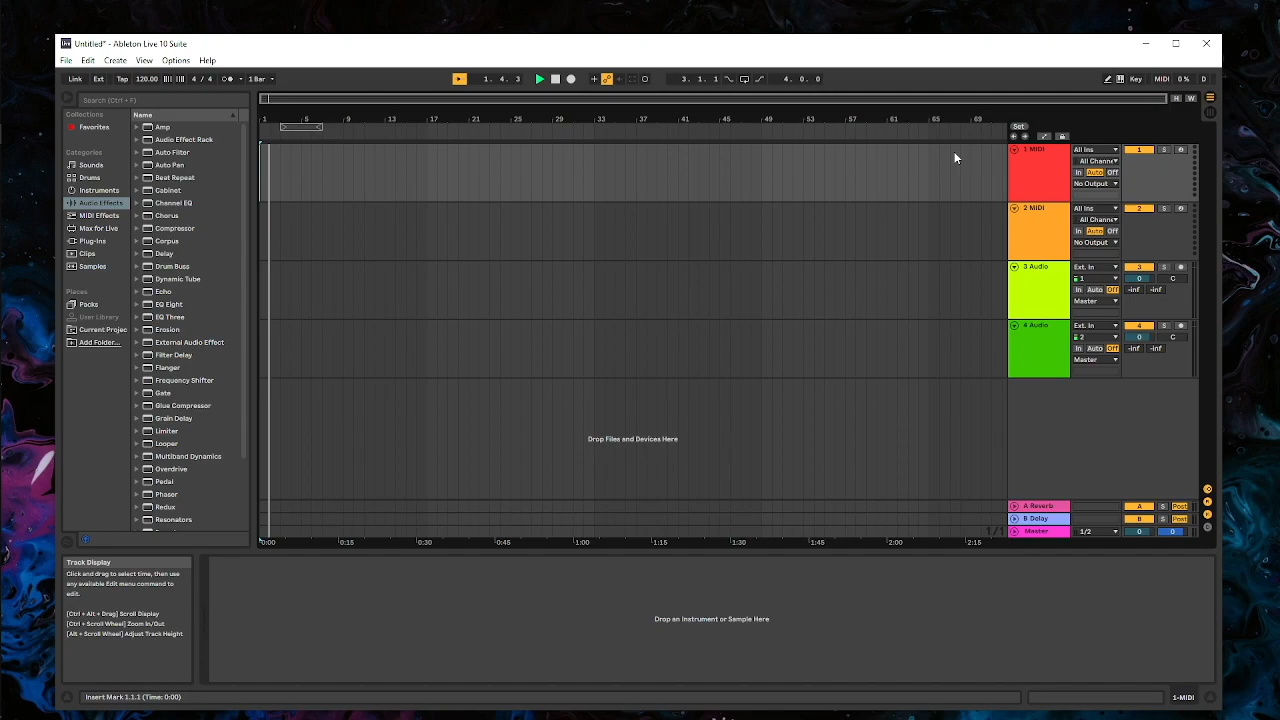 Untitled* - Ableton Live 10 Suite
File Edit Create View Options Help
Link Ext Tap 120.00 4 / 4 1 Bar 1. 4. 3 3. 1. 1 4. 0. 0 Key MIDI 0 % D
Search (Ctrl + F)
H W
1 5 9 13 17 21 25 29 33 37 41 45 49 53 57 61 65 69
Set
Collections
Favorites
Categories
Sounds
Drums
Instruments
Audio Effects
MIDI Effects
Max for Live
Plug-Ins
Clips
Samples
Places
Packs
User Library
Current Projec
Add Folder...
Name
Amp
Audio Effect Rack
Auto Filter
Auto Pan
Beat Repeat
Cabinet
Channel EQ
Chorus
Compressor
Corpus
Delay
Drum Buss
Dynamic Tube
Echo
EQ Eight
EQ Three
Erosion
External Audio Effect
Filter Delay
Flanger
Frequency Shifter
Gate
Glue Compressor
Grain Delay
Limiter
Looper
Multiband Dynamics
Overdrive
Pedal
Phaser
Redux
Resonators
1 MIDI All Ins 1 S
All Channe
In Auto Off
No Output
2 MIDI All Ins 2 S
All Channe
In Auto Off
No Output
3 Audio Ext. In 3 S
1 0 C
In Auto Off -inf -inf
Master
4 Audio Ext. In 4 S
2 0 C
In Auto Off -inf -inf
Master
Drop Files and Devices Here
A Reverb A S Post
B Delay B S Post
1/1 Master 1/2 0 0
0:00 0:15 0:30 0:45 1:00 1:15 1:30 1:45 2:00 2:15
Track Display
Click and drag to select time, then use
any available Edit menu command to
edit.
[Ctrl + Alt + Drag] Scroll Display
[Ctrl + Scroll Wheel] Zoom In/Out
[Alt + Scroll Wheel] Adjust Track Height
Drop an Instrument or Sample Here
Insert Mark 1.1.1 (Time: 0:00)
1-MIDI